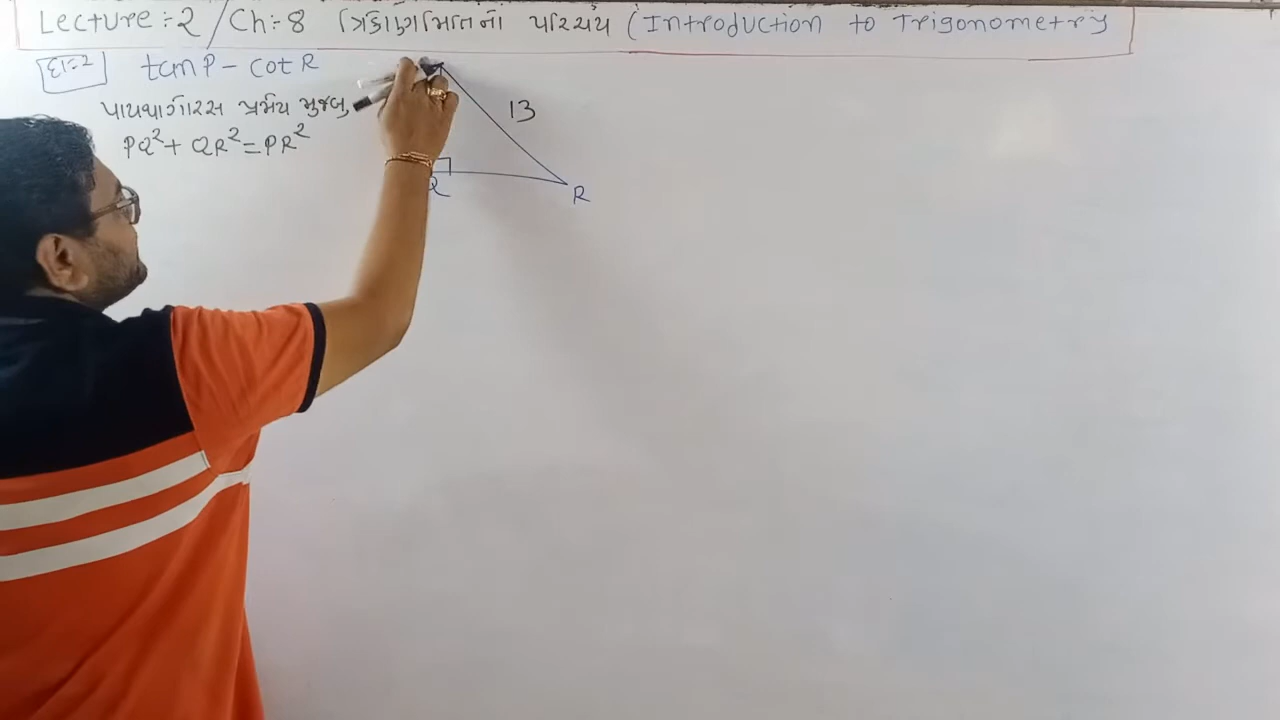 Lecture:-2 / Ch:-8 ત્રિકોણમિતિનો પરિચય (Introduction to Trigonometry
દા:-2 tan P - cot R
પાયથાગોરસ પ્રમેય મુજબ
PQ² + QR² = PR²
13
Q
R